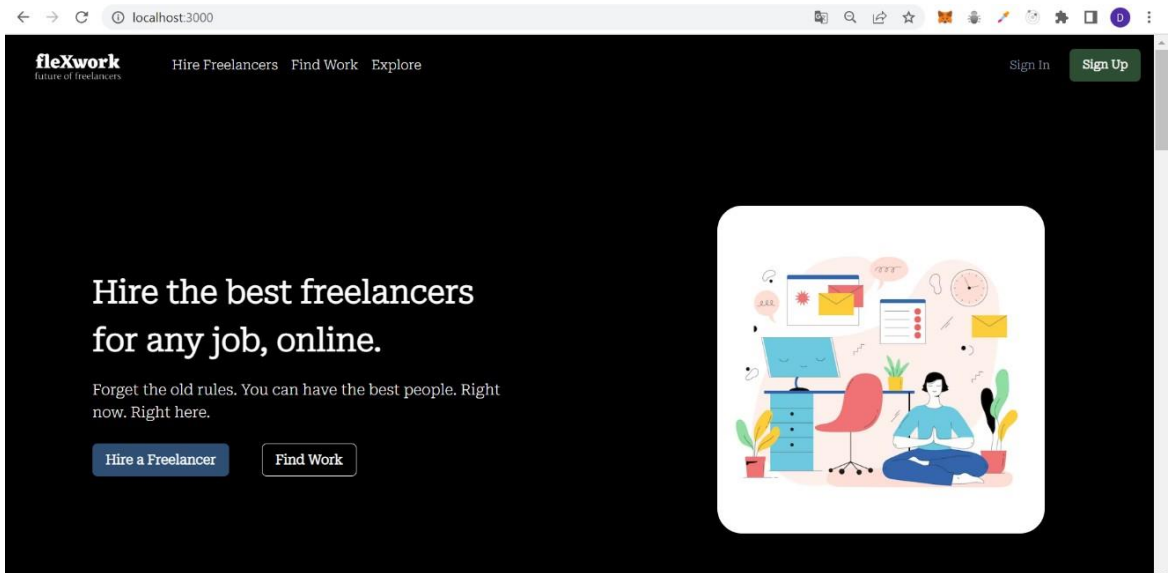 localhost:3000
D
fleXwork
future of freelancers
Hire Freelancers Find Work Explore
Sign In
Sign Up
Hire the best freelancers
for any job, online.
Forget the old rules. You can have the best people. Right
now. Right here.
Hire a Freelancer
Find Work